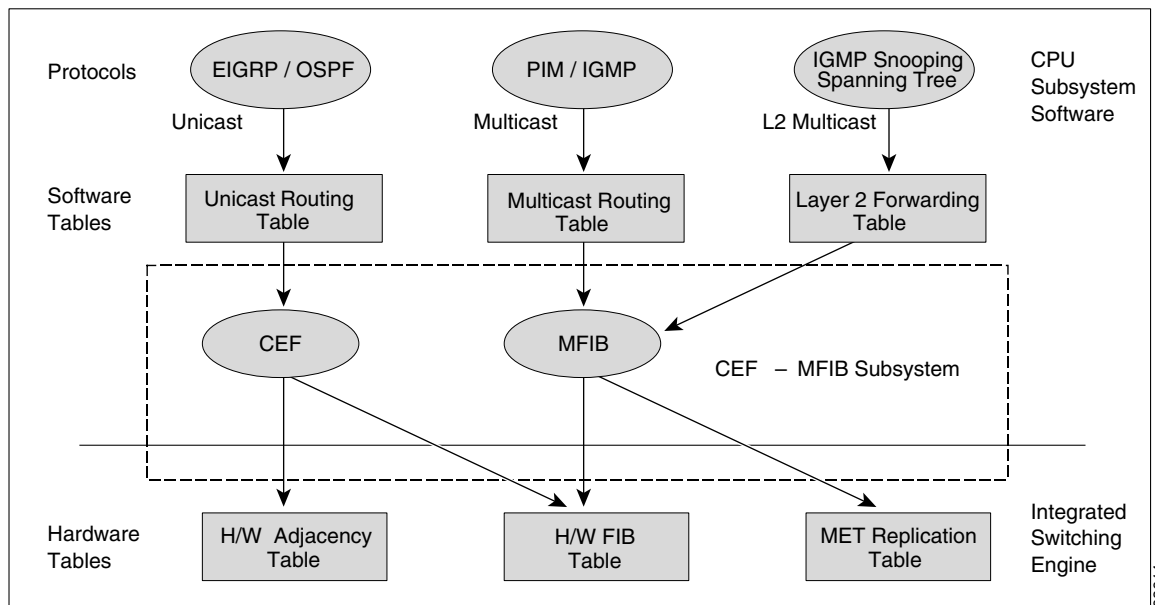 Protocols
EIGRP / OSPF
PIM / IGMP
IGMP Snooping
Spanning Tree
CPU
Subsystem
Software
Unicast
Multicast
L2 Multicast
Software
Tables
Unicast Routing
Table
Multicast Routing
Table
Layer 2 Forwarding
Table
CEF
MFIB
CEF – MFIB Subsystem
Hardware
Tables
H/W Adjacency
Table
H/W FIB
Table
MET Replication
Table
Integrated
Switching
Engine